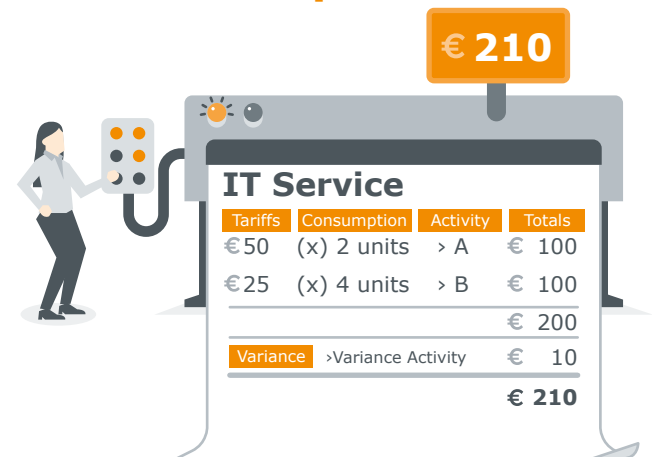 € 210
IT Service
Tariffs Consumption Activity Totals
€ 50 (x) 2 units › A € 100
€ 25 (x) 4 units › B € 100
€ 200
Variance ›Variance Activity € 10
€ 210